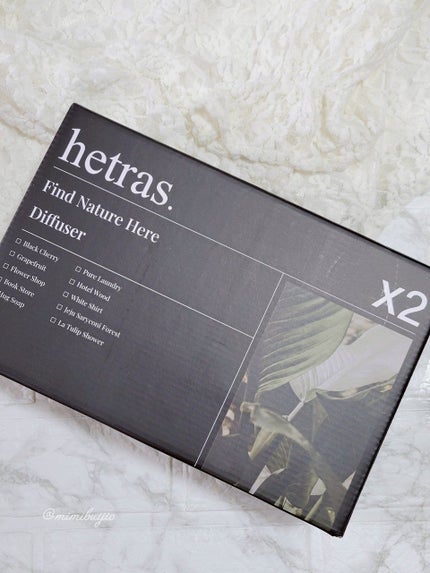 hetras.
Find Nature Here
Diffuser
X2
Black Cherry
Grapefruit
Flower Shop
Book Store
Soap
Pure Laundry
Hotel Wood
White Shirt
Jeju Saryeoni Forest
La Tulip Shower